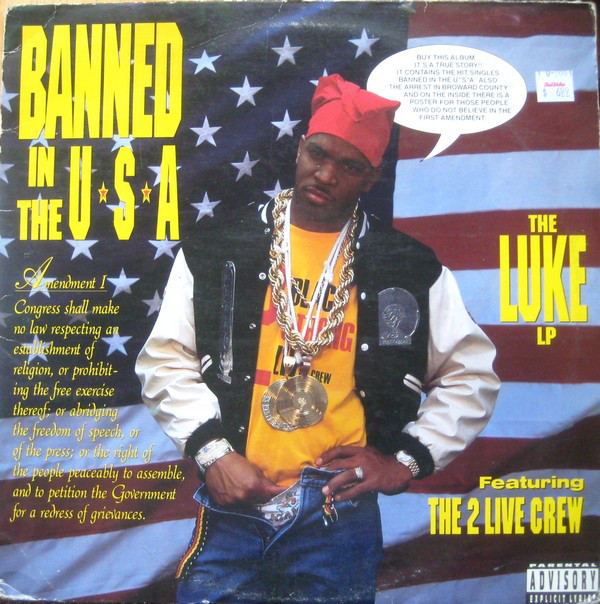 BANNED
IN
THE U★S★A
BUY THIS ALBUM
IT'S A TRUE STORY!!
IT CONTAINS THE HIT SINGLES
BANNED IN THE U*S*A ALSO
THE ARREST IN BROWARD COUNTY
AND ON THE INSIDE THERE IS A
POSTER FOR THOSE PEOPLE
WHO DO NOT BELIEVE IN THE
FIRST AMENDMENT
THE
LUKE
LP
Amendment I
Congress shall make
no law respecting an
establishment of
religion, or prohibit-
ing the free exercise
thereof; or abridging
the freedom of speech, or
of the press; or the right of
the people peaceably to assemble,
and to petition the Government
for a redress of grievances.
CREW
Featuring
THE 2 LIVE CREW
PARENTAL
ADVISORY
EXPLICIT LYRICS